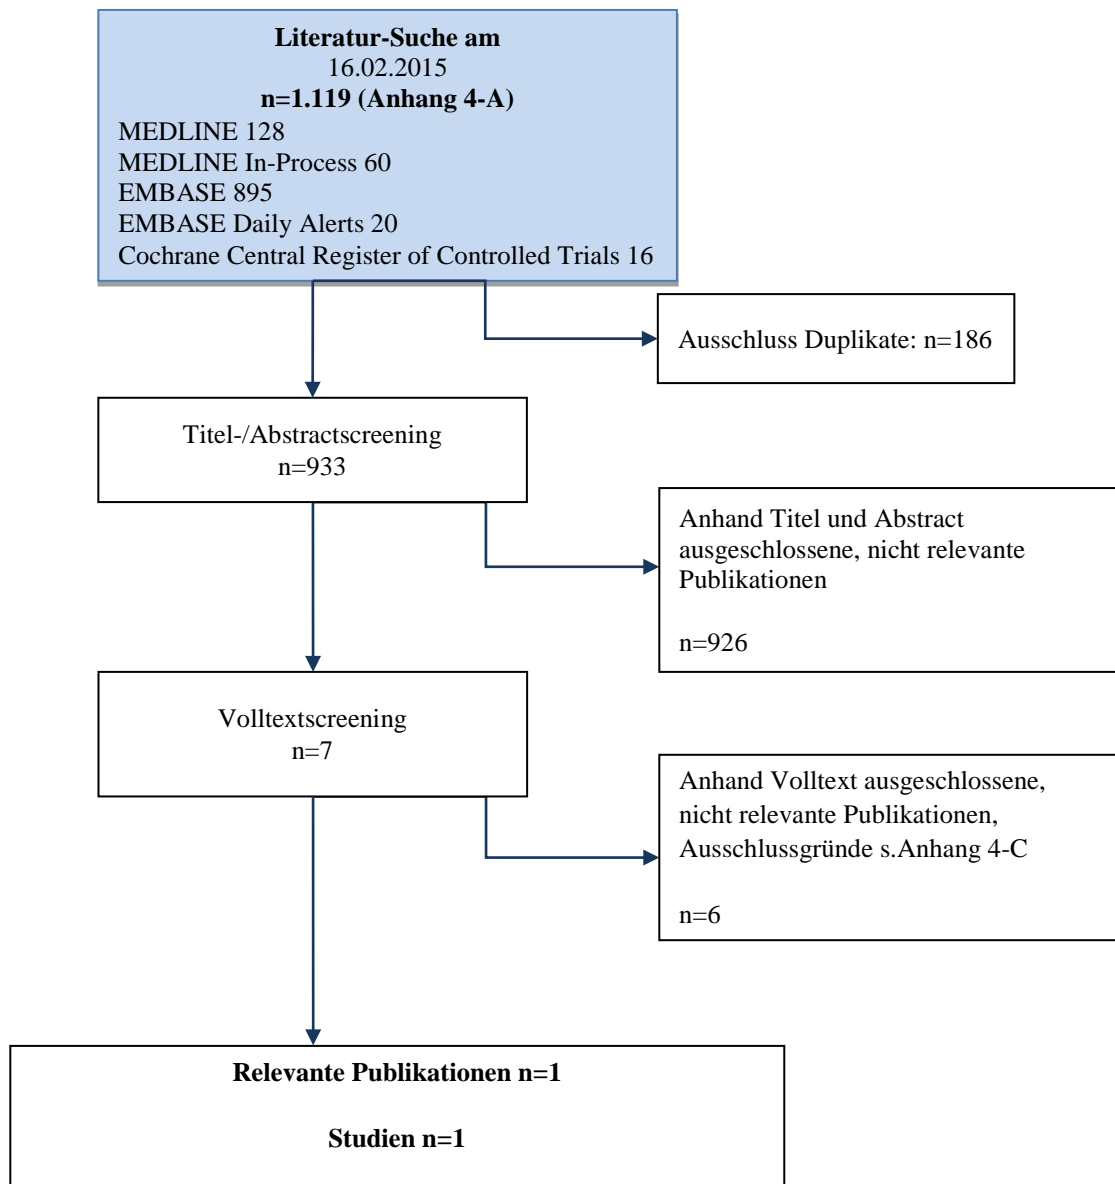 Literatur-Suche am
16.02.2015
n=1.119 (Anhang 4-A)
MEDLINE 128
MEDLINE In-Process 60
EMBASE 895
EMBASE Daily Alerts 20
Cochrane Central Register of Controlled Trials 16
Ausschluss Duplikate: n=186
Titel-/Abstractscreening
n=933
Anhand Titel und Abstract
ausgeschlossene, nicht relevante
Publikationen
n=926
Volltextscreening
n=7
Anhand Volltext ausgeschlossene,
nicht relevante Publikationen,
Ausschlussgründe s.Anhang 4-C
n=6
Relevante Publikationen n=1
Studien n=1